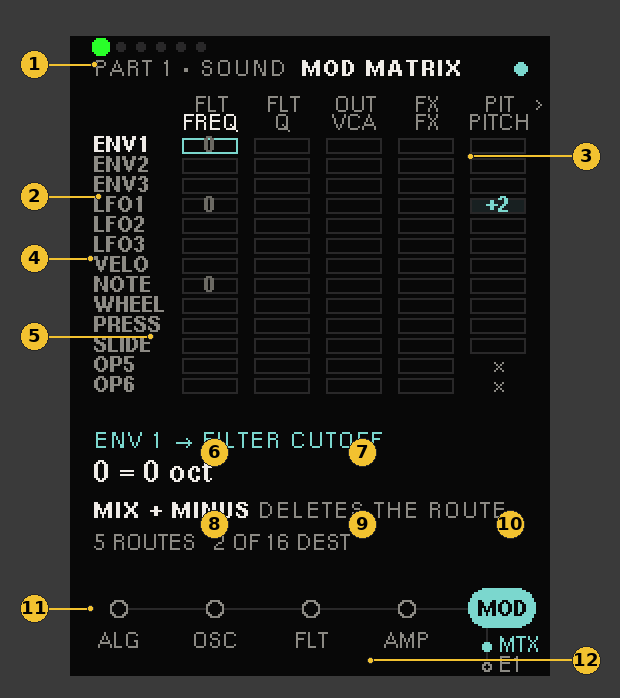 1 PART 1 · SOUND MOD MATRIX
FLT FLT OUT FX PIT >
FREQ Q VCA FX PITCH
ENV1 0
3
ENV2
ENV3
2
LFO1 0 +2
LFO2
LFO3
4
VELO
NOTE 0
WHEEL
PRESS
5
SLIDE
OP5 ×
OP6 ×
ENV 1 → FILTER CUTOFF
6 7
0 = 0 oct
MIX + MINUS DELETES THE ROUTE
8 9 10
5 ROUTES 2 OF 16 DEST
11 MOD
ALG OSC FLT AMP MTX
12
E1